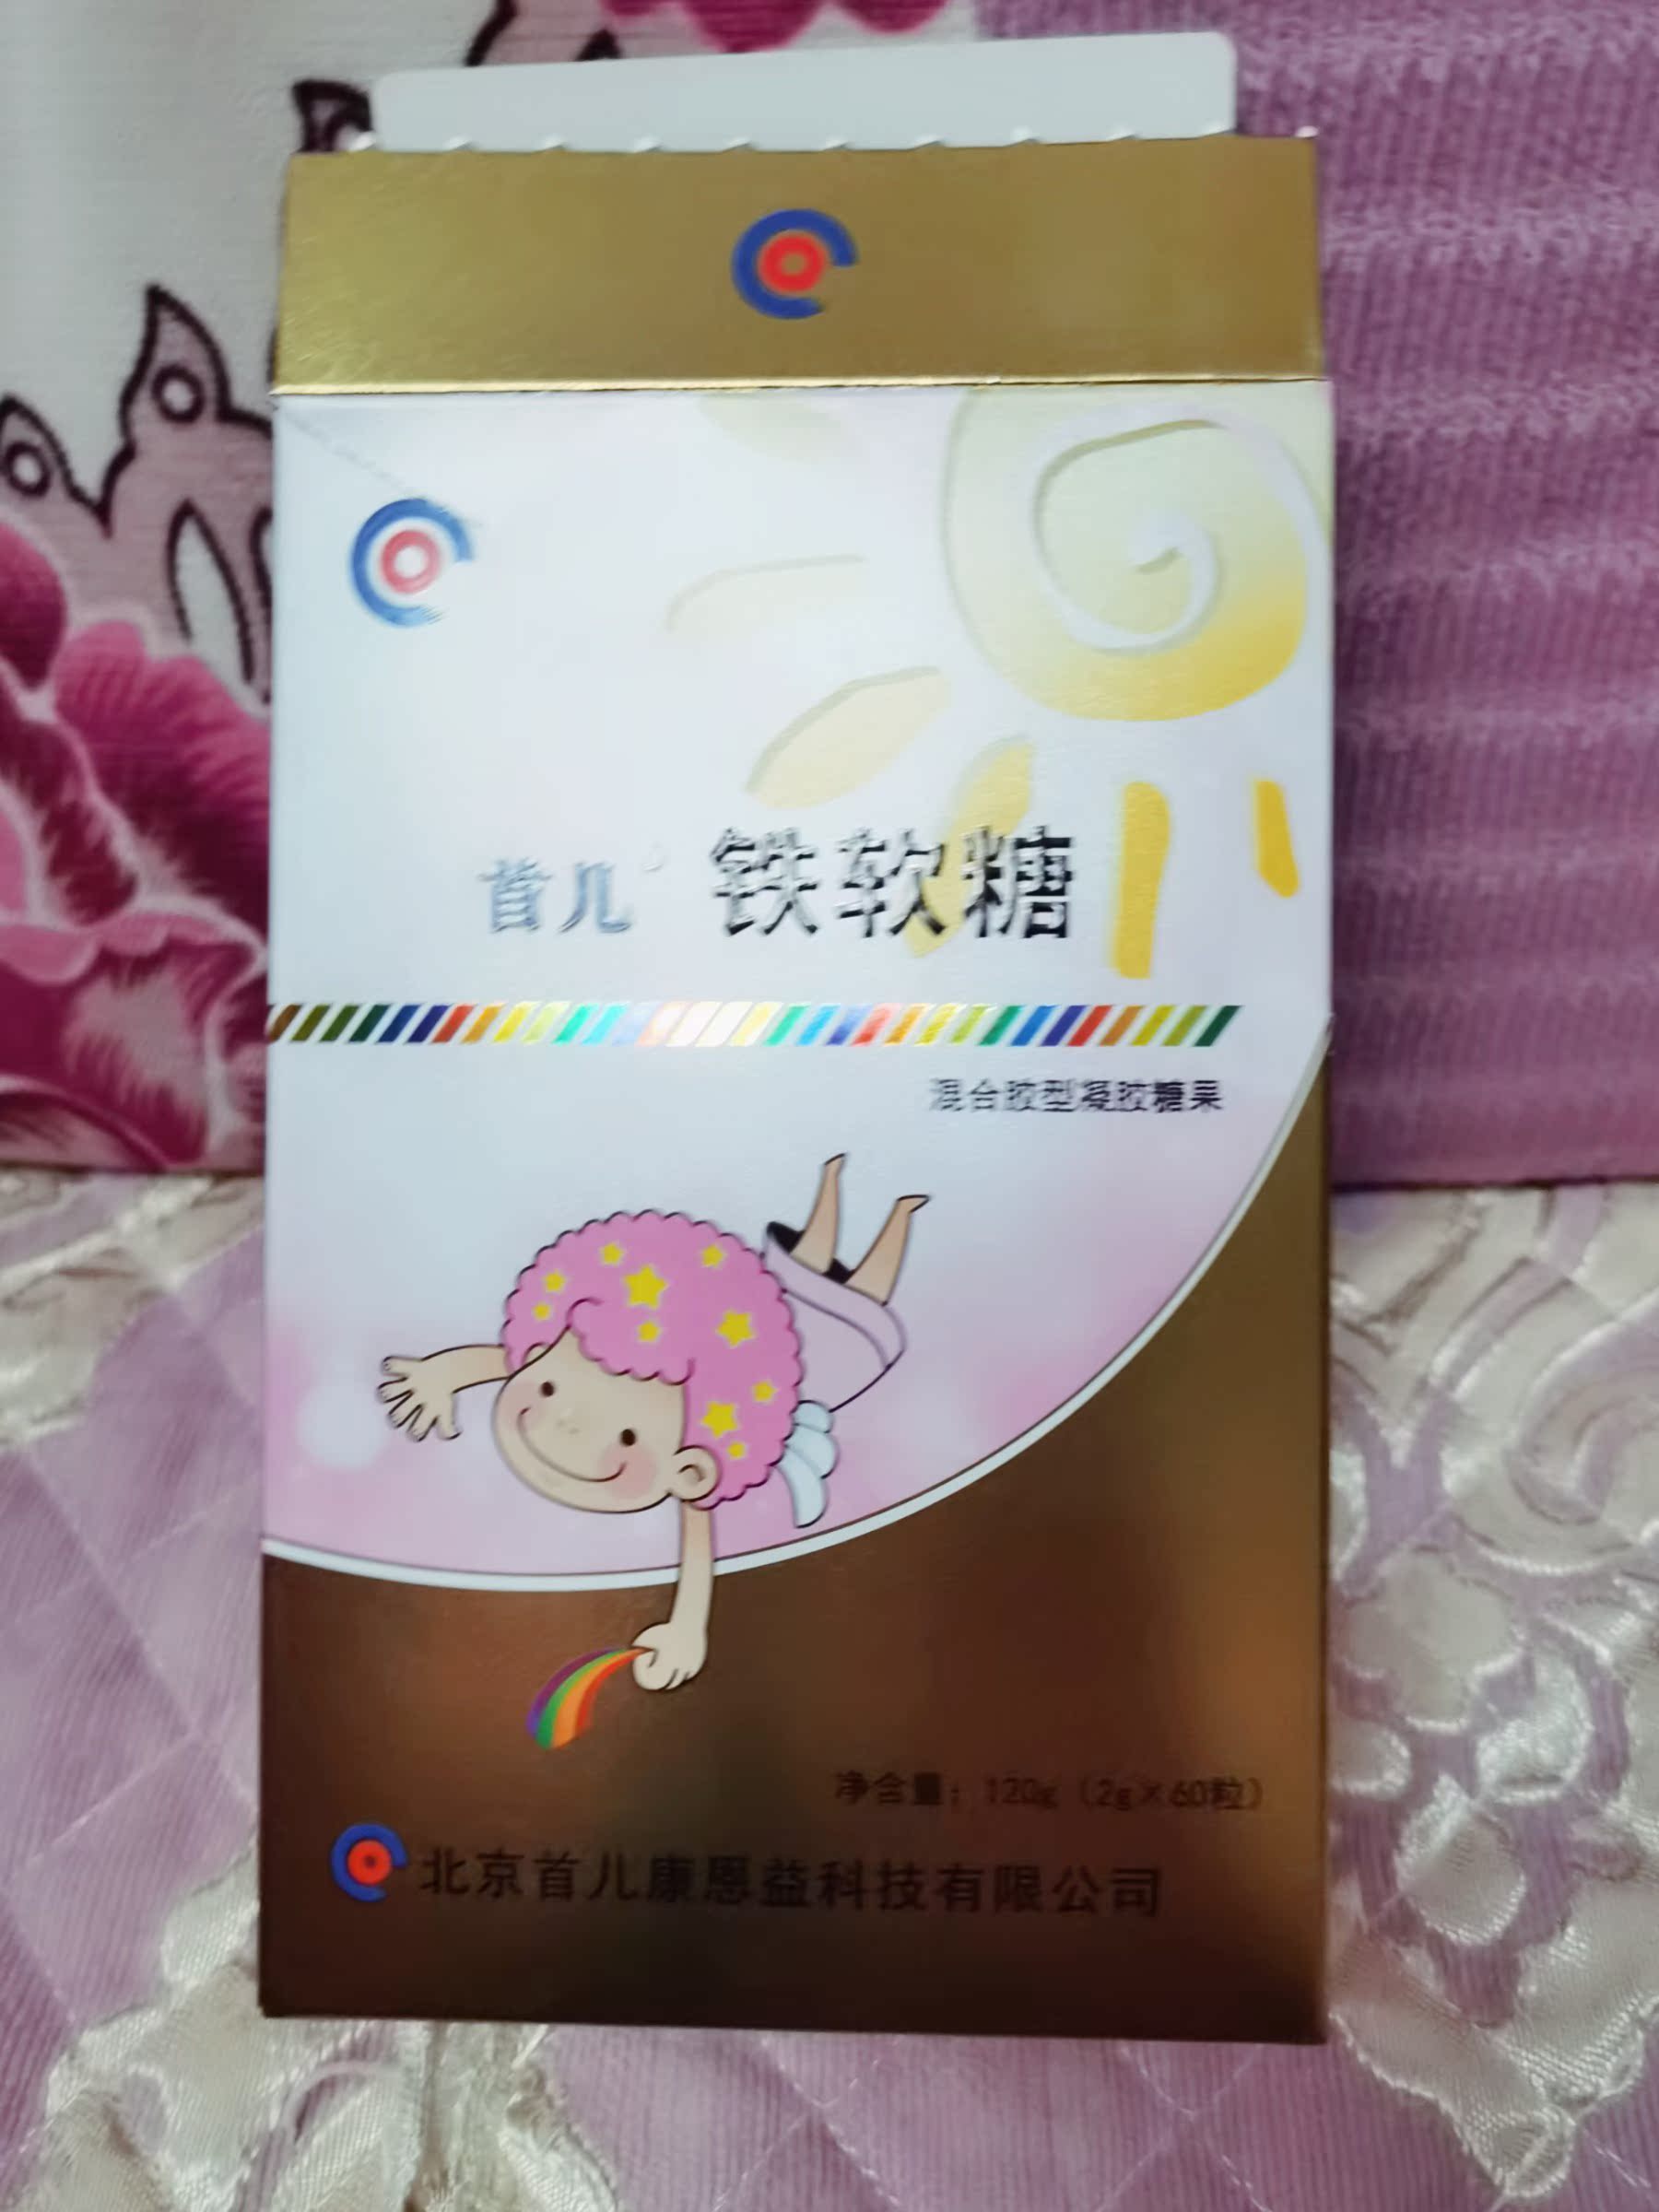 首儿 铁软糖
混合胶型凝胶糖果
净含量：120g（2g×60粒）
北京首儿康恩益科技有限公司